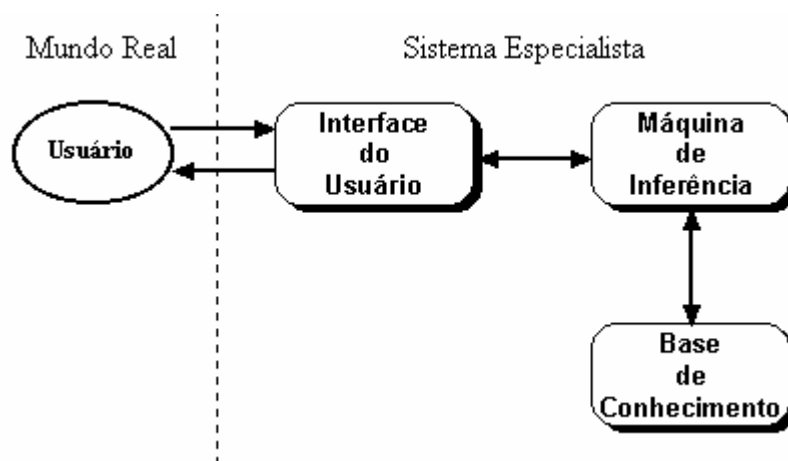 Mundo Real
Sistema Especialista
Usuário
Interface
do
Usuário
Máquina
de
Inferência
Base
de
Conhecimento